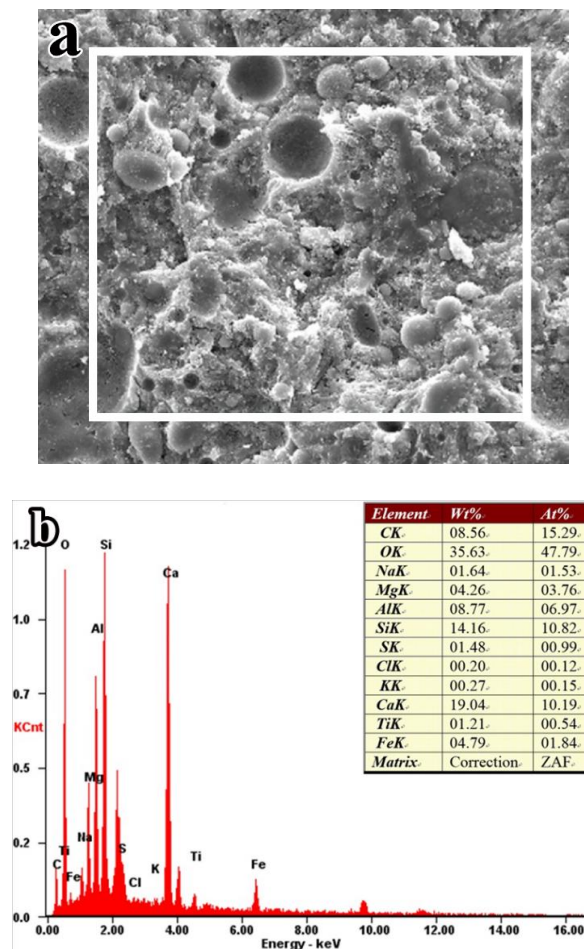 a
b
Element Wt% At%
CK 08.56 15.29
OK 35.63 47.79
NaK 01.64 01.53
MgK 04.26 03.76
AlK 08.77 06.97
SiK 14.16 10.82
SK 01.48 00.99
ClK 00.20 00.12
KK 00.27 00.15
CaK 19.04 10.19
TiK 01.21 00.54
FeK 04.79 01.84
Matrix Correction ZAF
1.2
1.0
0.7
KCnt
0.5
0.2
0.0
O Si Ca
Al
Mg
Ti Na S K Ti Fe
C Fe Cl
0.00 2.00 4.00 6.00 8.00 10.00 12.00 14.00 16.00
Energy - keV